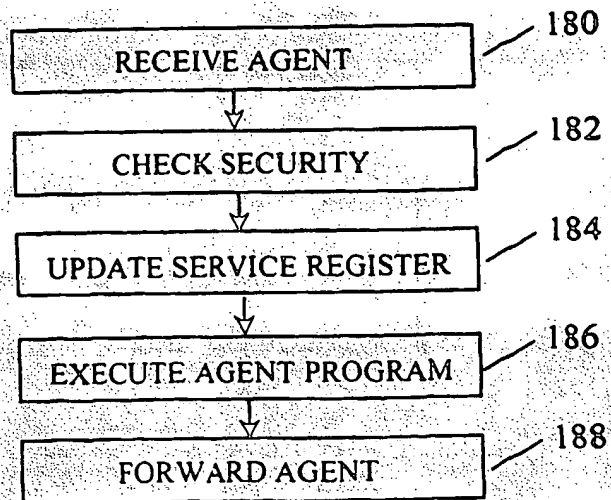 180
RECEIVE AGENT
182
CHECK SECURITY
184
UPDATE SERVICE REGISTER
186
EXECUTE AGENT PROGRAM
188
FORWARD AGENT